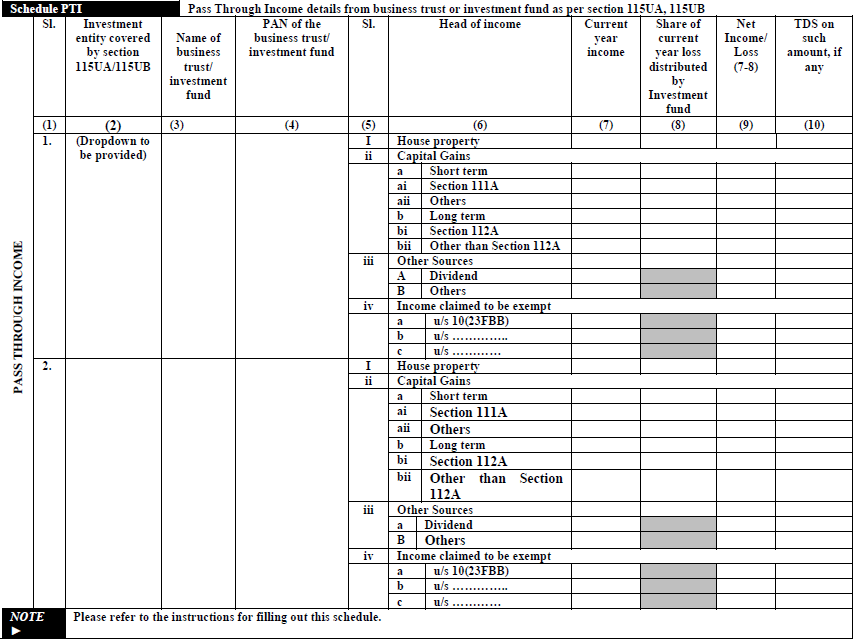 Schedule PTI Pass Through Income details from business trust or investment fund as per section 115UA, 115UB
Sl. Investment entity covered by section 115UA/115UB Name of business trust/ investment fund PAN of the business trust/ investment fund Sl. Head of income Current year income Share of current year loss distributed by Investment fund Net Income/ Loss (7-8) TDS on such amount, if any
(1) (2) (3) (4) (5) (6) (7) (8) (9) (10)
PASS THROUGH INCOME
1. (Dropdown to be provided) I House property
ii Capital Gains
a Short term
ai Section 111A
aii Others
b Long term
bi Section 112A
bii Other than Section 112A
iii Other Sources
A Dividend
B Others
iv Income claimed to be exempt
a u/s 10(23FBB)
b u/s …………..
c u/s …………
2. I House property
ii Capital Gains
a Short term
ai Section 111A
aii Others
b Long term
bi Section 112A
bii Other than Section 112A
iii Other Sources
a Dividend
B Others
iv Income claimed to be exempt
a u/s 10(23FBB)
b u/s …………..
c u/s …………
NOTE ► Please refer to the instructions for filling out this schedule.